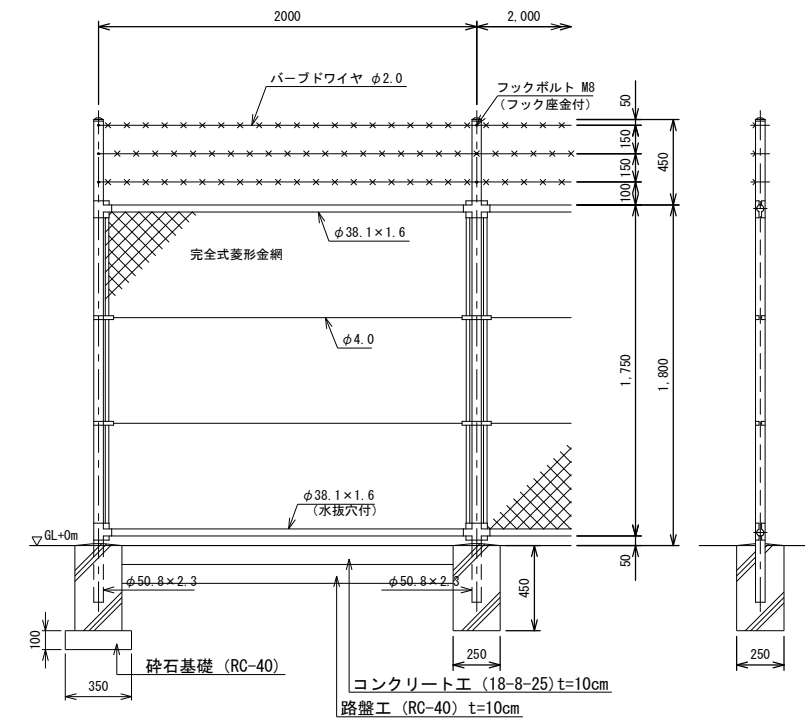 2000
2,000
バーブドワイヤ φ2.0
フックボルト M8
(フック座金付)
50
150
150
100
450
φ38.1×1.6
完全式菱形金網
φ4.0
1,750
1,800
φ38.1×1.6
(水抜穴付)
GL+0m
50
φ50.8×2.3
φ50.8×2.3
450
100
砕石基礎 (RC-40)
350
250
250
コンクリート工 (18-8-25) t=10cm
路盤工 (RC-40) t=10cm